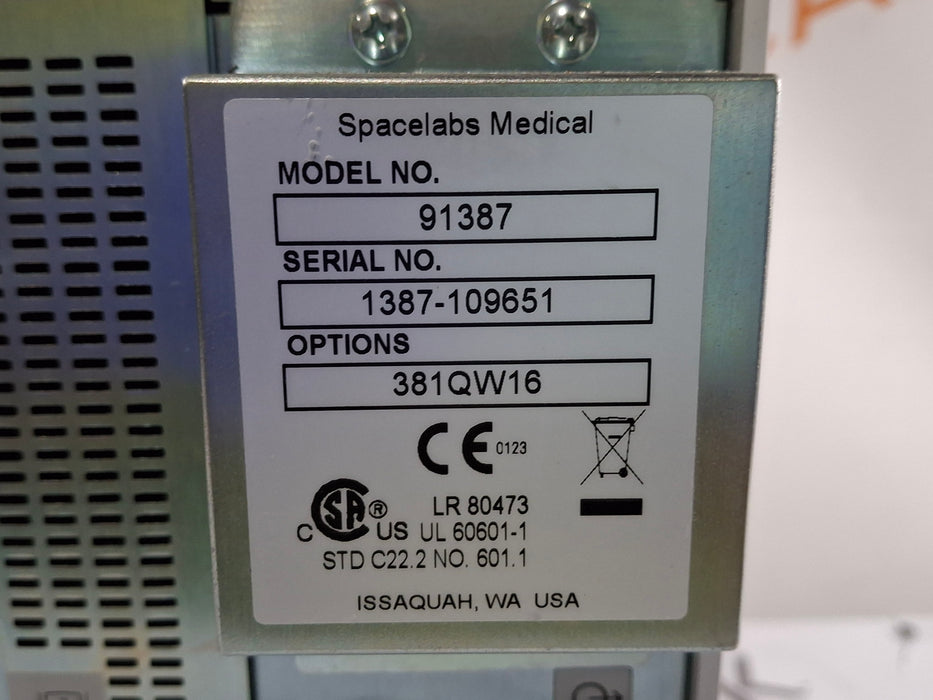 Spacelabs Medical
MODEL NO.
91387
SERIAL NO.
1387-109651
OPTIONS
381QW16
CE 0123
CSA® LR 80473
C US UL 60601-1
STD C22.2 NO. 601.1
ISSAQUAH, WA USA